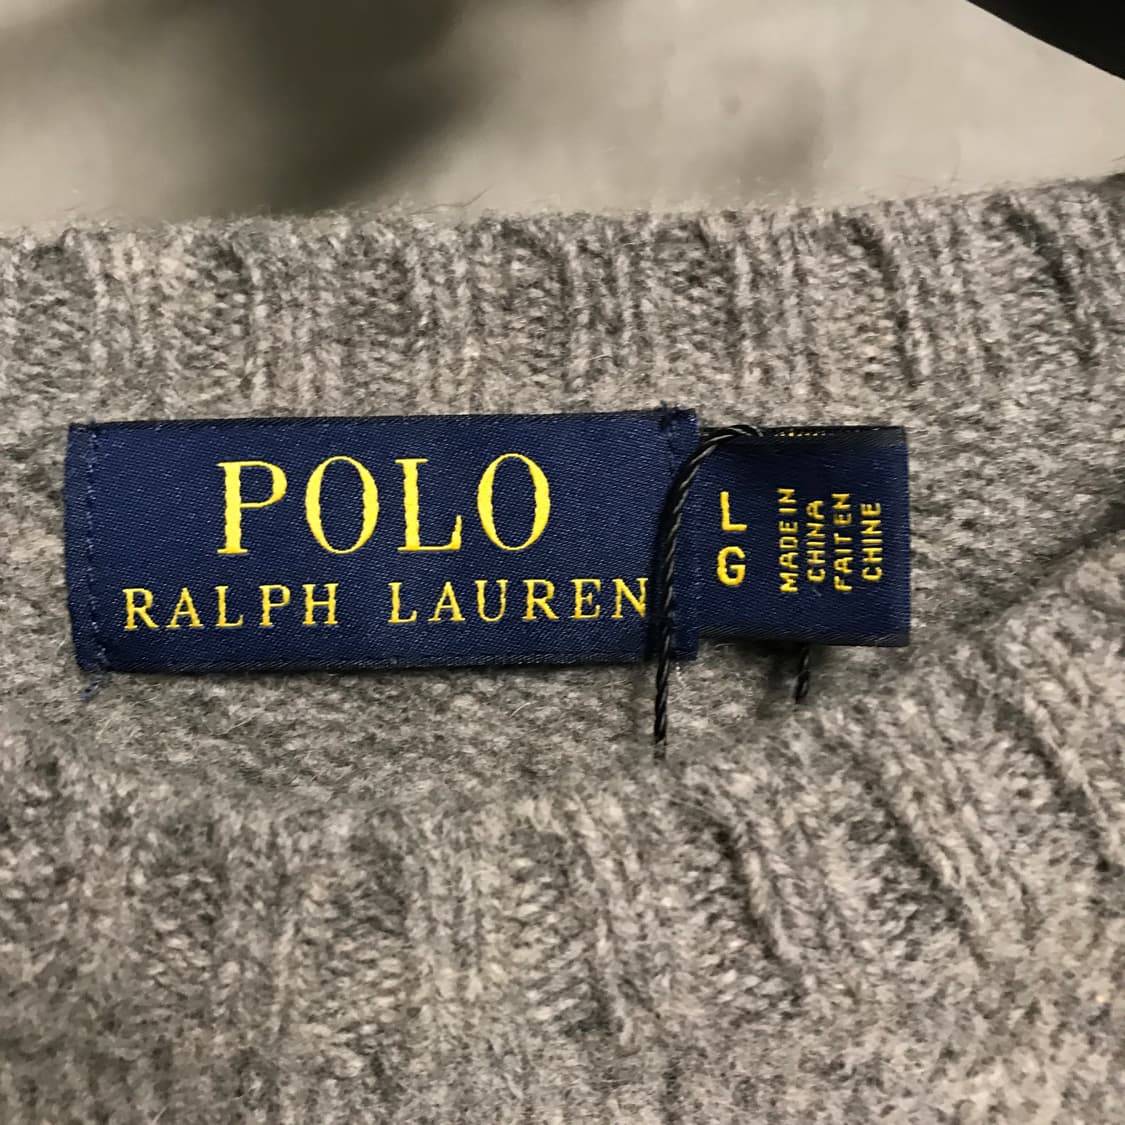 POLO
RALPH LAUREN
L
G
MADE IN
CHINA
FAIT EN
CHINE